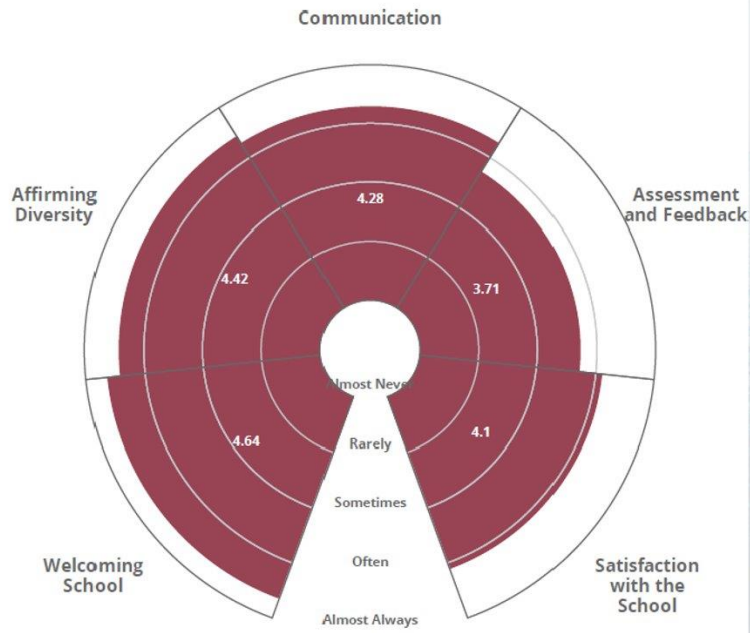 Communication
Affirming
Diversity
Assessment
and Feedback
4.28
4.42
3.71
Almost Never
4.64
4.1
Rarely
Sometimes
Often
Almost Always
Welcoming
School
Satisfaction
with the
School